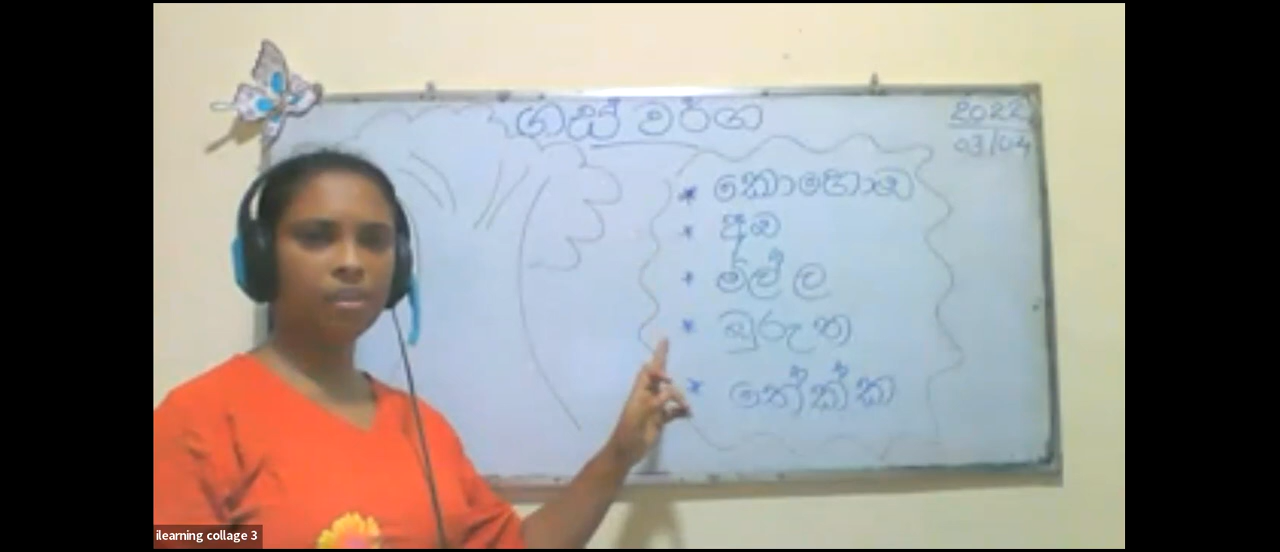 ගස් වර්ග
2022
03/04
* කොහොඹ
* අඹ
* මිල්ල
* බුරුත
* තේක්ක
ilearning collage 3